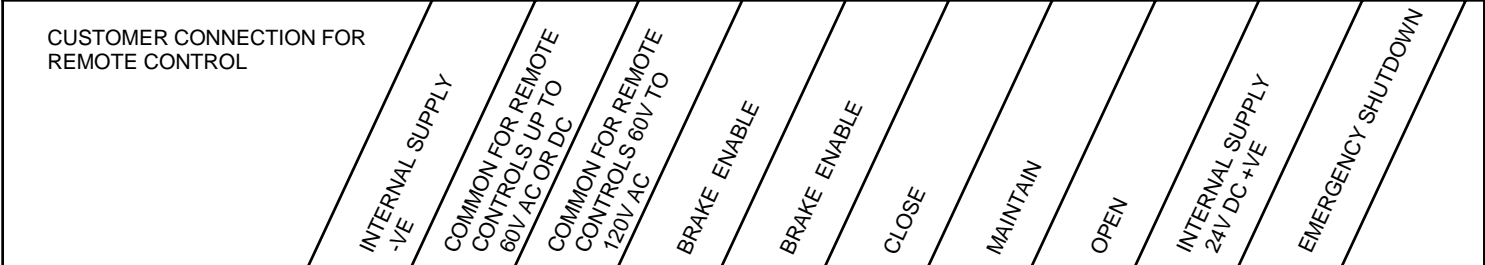 CUSTOMER CONNECTION FOR
REMOTE CONTROL
INTERNAL SUPPLY
-VE
COMMON FOR REMOTE
CONTROLS UP TO
60V AC OR DC
COMMON FOR REMOTE
CONTROLS 60V TO
120V AC
BRAKE ENABLE
BRAKE ENABLE
CLOSE
MAINTAIN
OPEN
INTERNAL SUPPLY
24V DC +VE
EMERGENCY SHUTDOWN